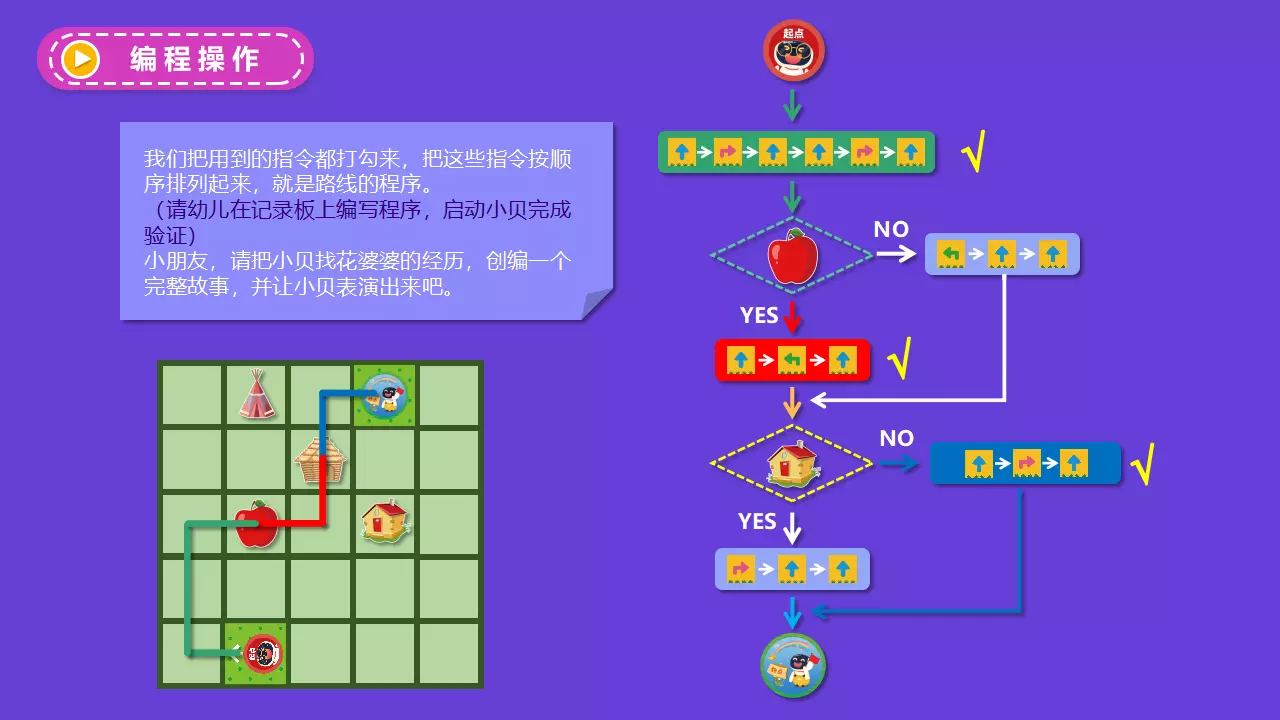 编程操作
我们把用到的指令都打勾来，把这些指令按顺
序排列起来，就是路线的程序。
（请幼儿在记录板上编写程序，启动小贝完成
验证）
小朋友，请把小贝找花婆婆的经历，创编一个
完整故事，并让小贝表演出来吧。
起点
√
NO
YES
√
NO
√
YES